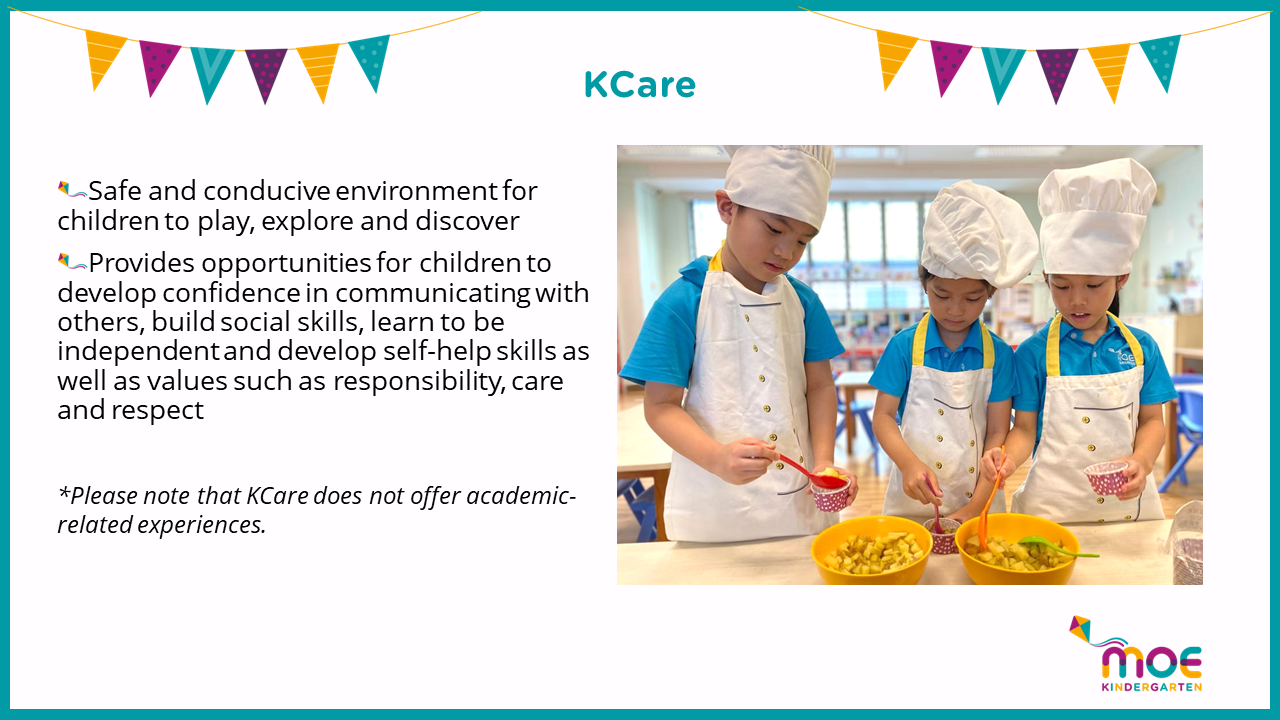 KCare
Safe and conducive environment for
children to play, explore and discover
Provides opportunities for children to
develop confidence in communicating with
others, build social skills, learn to be
independent and develop self-help skills as
well as values such as responsibility, care
and respect
*Please note that KCare does not offer academic-
related experiences.
moe
KINDERGARTEN